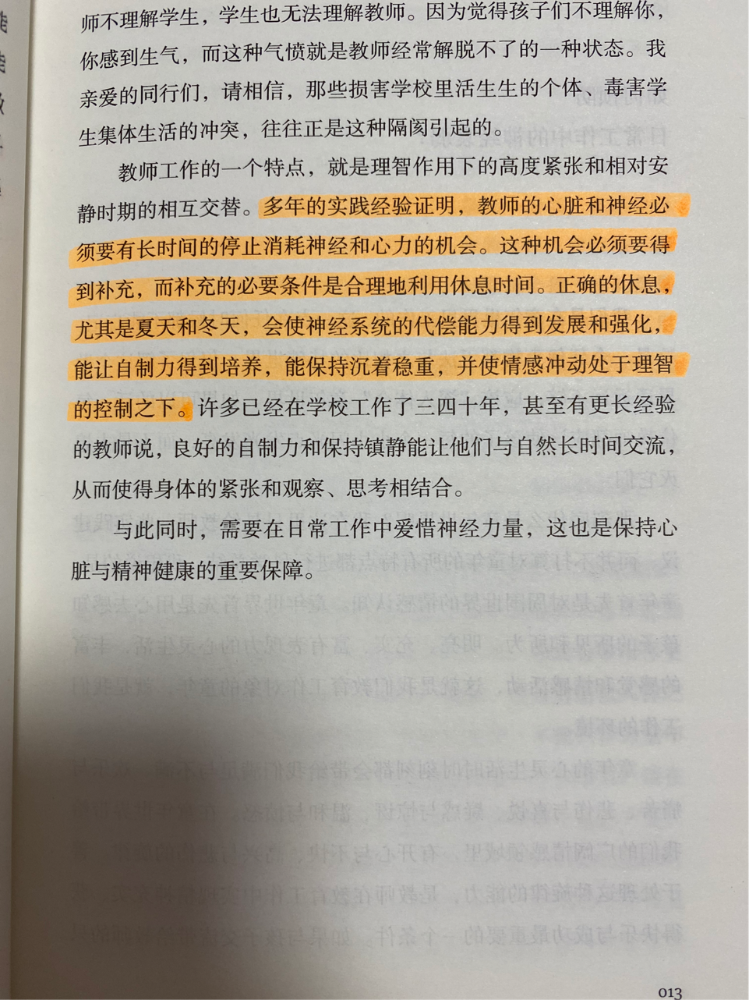 师不理解学生，学生也无法理解教师。因为觉得孩子们不理解你，
你感到生气，而这种气愤就是教师经常解脱不了的一种状态。我
亲爱的同行们，请相信，那些损害学校里活生生的个体、毒害学
生集体生活的冲突，往往正是这种隔阂引起的。
教师工作的一个特点，就是理智作用下的高度紧张和相对安
静时期的相互交替。多年的实践经验证明，教师的心脏和神经必
须要有长时间的停止消耗神经和心力的机会。这种机会必须要得
到补充，而补充的必要条件是合理地利用休息时间。正确的休息，
尤其是夏天和冬天，会使神经系统的代偿能力得到发展和强化，
能让自制力得到培养，能保持沉着稳重，并使情感冲动处于理智
的控制之下。许多已经在学校工作了三四十年，甚至有更长经验
的教师说，良好的自制力和保持镇静能让他们与自然长时间交流，
从而使得身体的紧张和观察、思考相结合。
与此同时，需要在日常工作中爱惜神经力量，这也是保持心
脏与精神健康的重要保障。
013